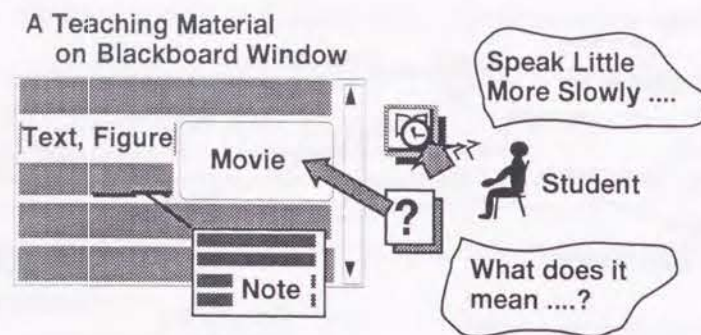 A Teaching Material
on Blackboard Window
Text, Figure
Movie
Note
?
Speak Little
More Slowly ....
Student
What does it
mean ....?